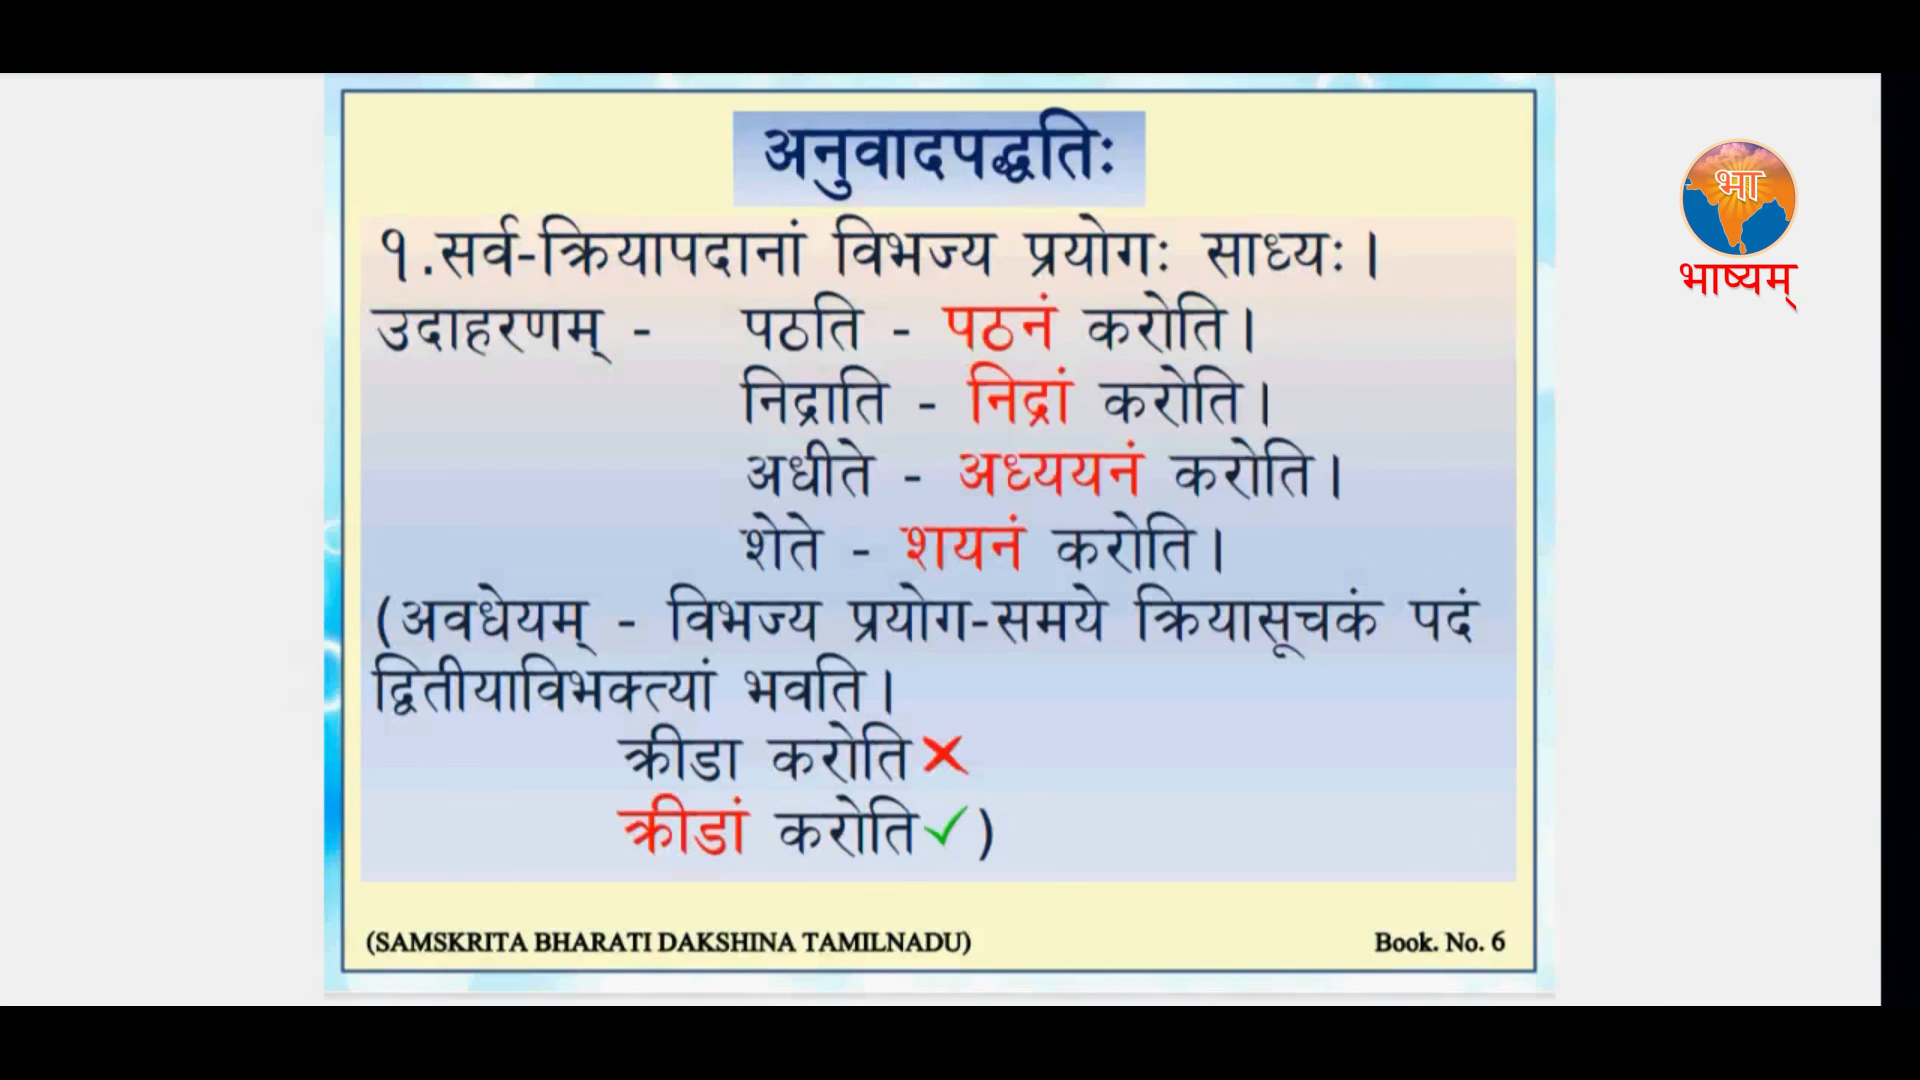 अनुवादपद्धतिः
१.सर्व-क्रियापदानां विभज्य प्रयोगः साध्यः।
उदाहरणम् - पठति - पठनं करोति।
निद्राति - निद्रां करोति।
अधीते - अध्ययनं करोति।
शेते - शयनं करोति।
(अवधेयम् - विभज्य प्रयोग-समये क्रियासूचकं पदं
द्वितीयाविभक्त्यां भवति।
क्रीडा करोति❌
क्रीडां करोति✓)
(SAMSKRITA BHARATI DAKSHINA TAMILNADU) Book. No. 6
भा
भाष्यम्